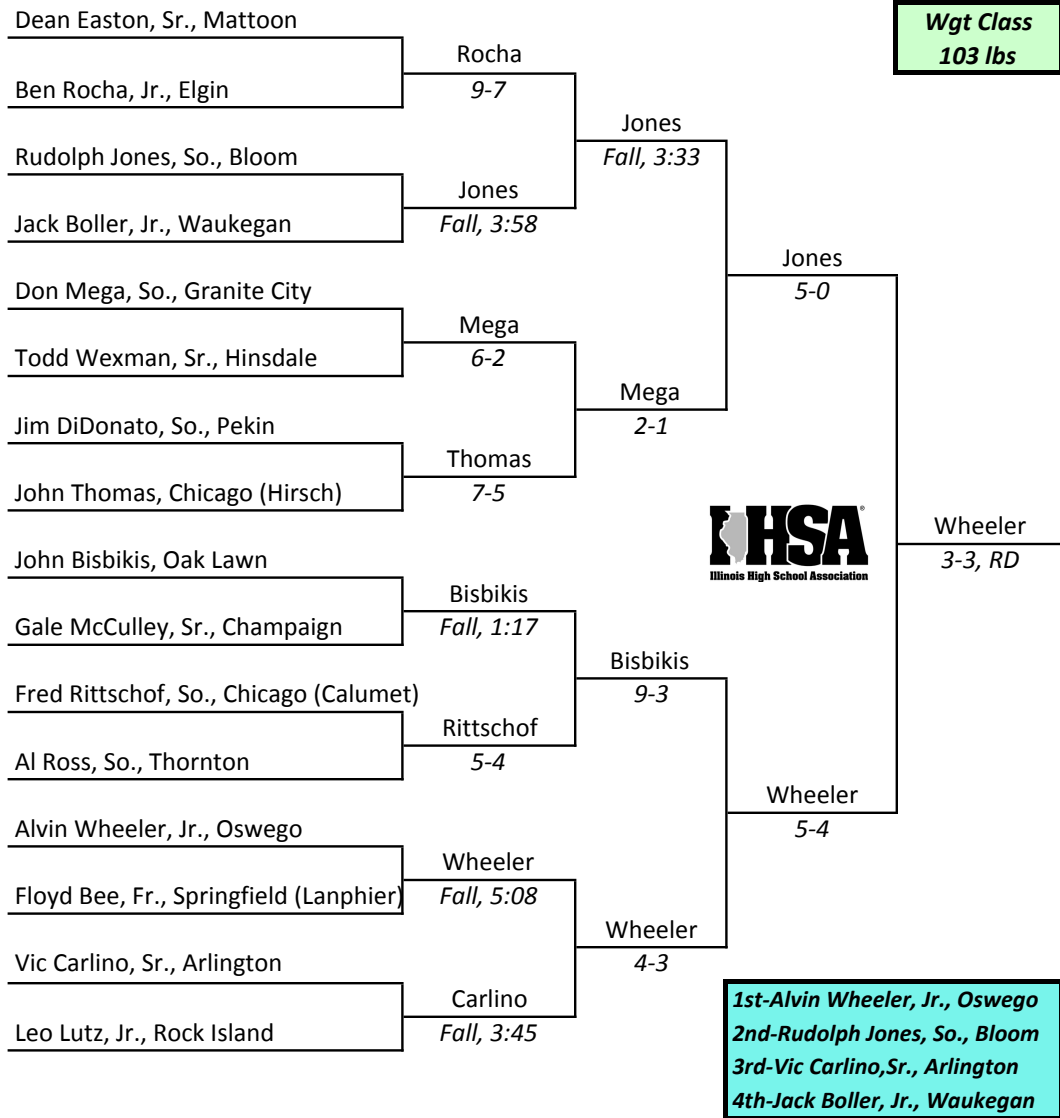 Dean Easton, Sr., Mattoon
Wgt Class
103 lbs
Rocha
9-7
Ben Rocha, Jr., Elgin
Jones
Fall, 3:33
Rudolph Jones, So., Bloom
Jones
Fall, 3:58
Jack Boller, Jr., Waukegan
Jones
5-0
Don Mega, So., Granite City
Mega
6-2
Todd Wexman, Sr., Hinsdale
Mega
2-1
Jim DiDonato, So., Pekin
Thomas
7-5
John Thomas, Chicago (Hirsch)
IHSA®
Illinois High School Association
Wheeler
3-3, RD
John Bisbikis, Oak Lawn
Bisbikis
Fall, 1:17
Gale McCulley, Sr., Champaign
Bisbikis
9-3
Fred Rittschof, So., Chicago (Calumet)
Rittschof
5-4
Al Ross, So., Thornton
Wheeler
5-4
Alvin Wheeler, Jr., Oswego
Wheeler
Fall, 5:08
Floyd Bee, Fr., Springfield (Lanphier)
Wheeler
4-3
Vic Carlino, Sr., Arlington
Carlino
Fall, 3:45
Leo Lutz, Jr., Rock Island
1st-Alvin Wheeler, Jr., Oswego
2nd-Rudolph Jones, So., Bloom
3rd-Vic Carlino,Sr., Arlington
4th-Jack Boller, Jr., Waukegan